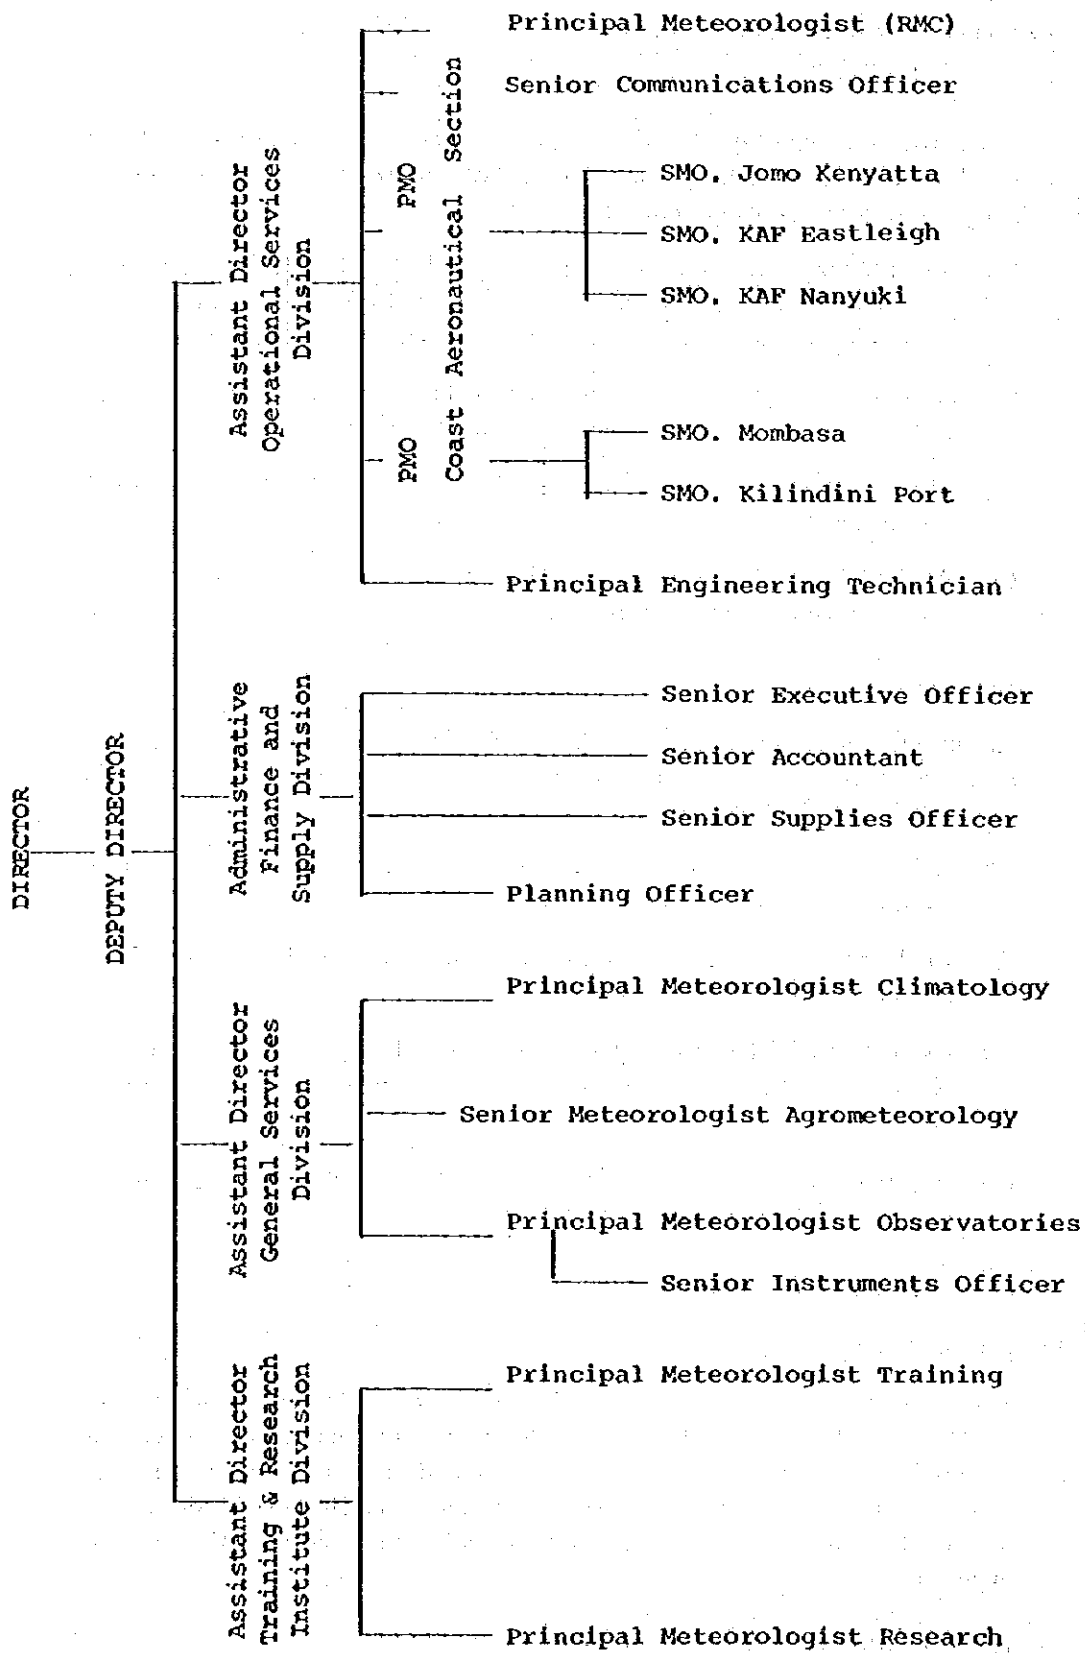 DIRECTOR
DEPUTY DIRECTOR
Assistant Director
Operational Services
Division
Principal Meteorologist (RMC)
Senior Communications Officer
PMO
Aeronautical Section
SMO. Jomo Kenyatta
SMO. KAF Eastleigh
SMO. KAF Nanyuki
PMO
Coast
SMO. Mombasa
SMO. Kilindini Port
Principal Engineering Technician
Administrative
Finance and
Supply Division
Senior Executive Officer
Senior Accountant
Senior Supplies Officer
Planning Officer
Assistant Director
General Services
Division
Principal Meteorologist Climatology
Senior Meteorologist Agrometeorology
Principal Meteorologist Observatories
Senior Instruments Officer
Assistant Director
Training & Research
Institute Division
Principal Meteorologist Training
Principal Meteorologist Research